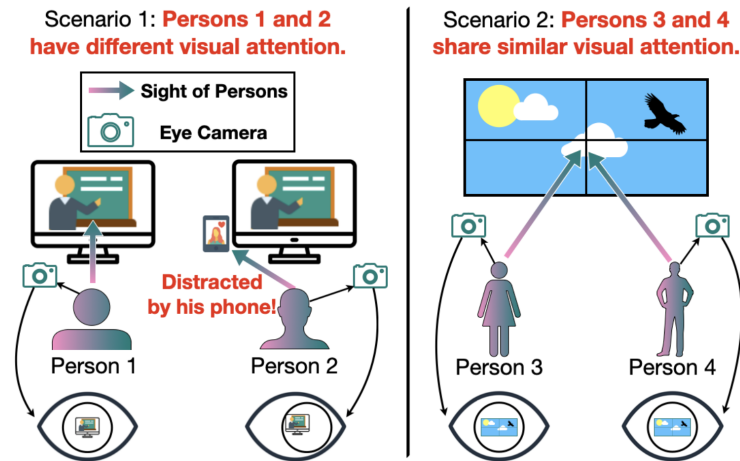 Scenario 1: Persons 1 and 2
have different visual attention.
Sight of Persons
Eye Camera
Distracted
by his phone!
Person 1
Person 2
Scenario 2: Persons 3 and 4
share similar visual attention.
Person 3
Person 4